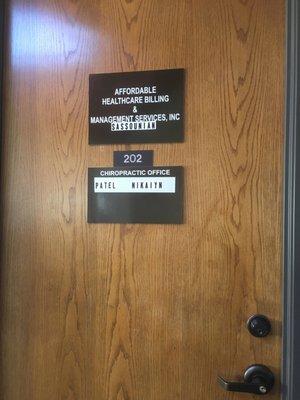 AFFORDABLE
HEALTHCARE BILLING
&
MANAGEMENT SERVICES, INC
SASSOUNIAN
202
CHIROPRACTIC OFFICE
PATEL NIKAIYN